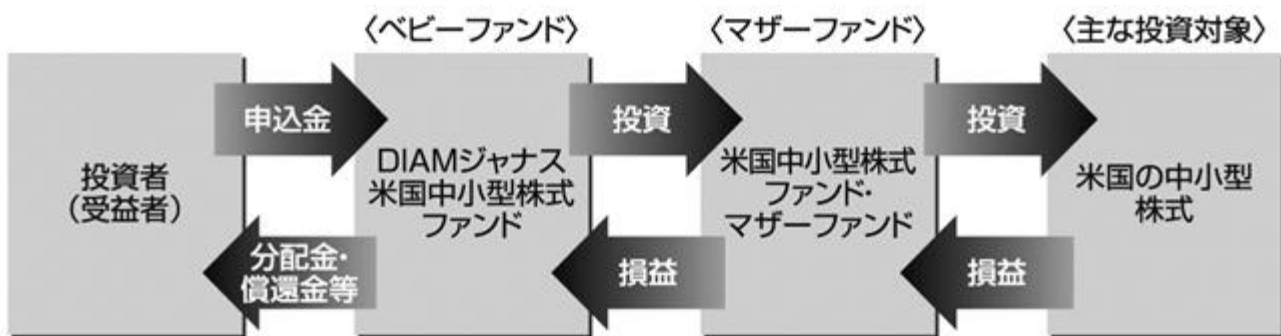 〈ベビーファンド〉
〈マザーファンド〉
〈主な投資対象〉
申込金
投資
投資
投資者
（受益者）
DIAMジャナス
米国中小型株式
ファンド
米国中小型株式
ファンド・
マザーファンド
米国の中小型
株式
分配金・
償還金等
損益
損益